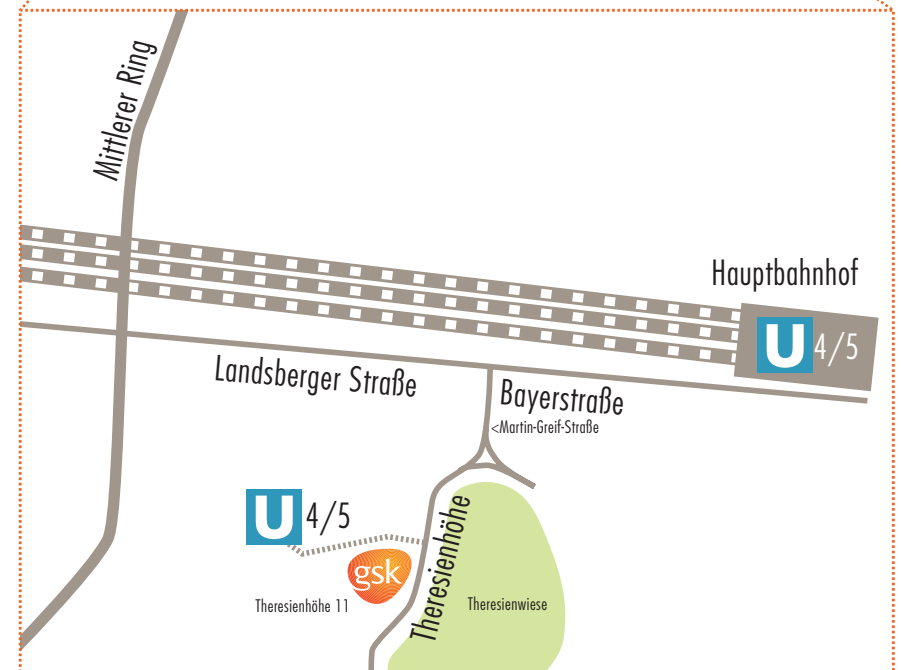 Mittlerer Ring
Hauptbahnhof
U 4/5
Landsberger Straße
Bayerstraße
<Martin-Greif-Straße
U 4/5
gsk
Theresienhöhe 11
Theresienhöhe
Theresienwiese